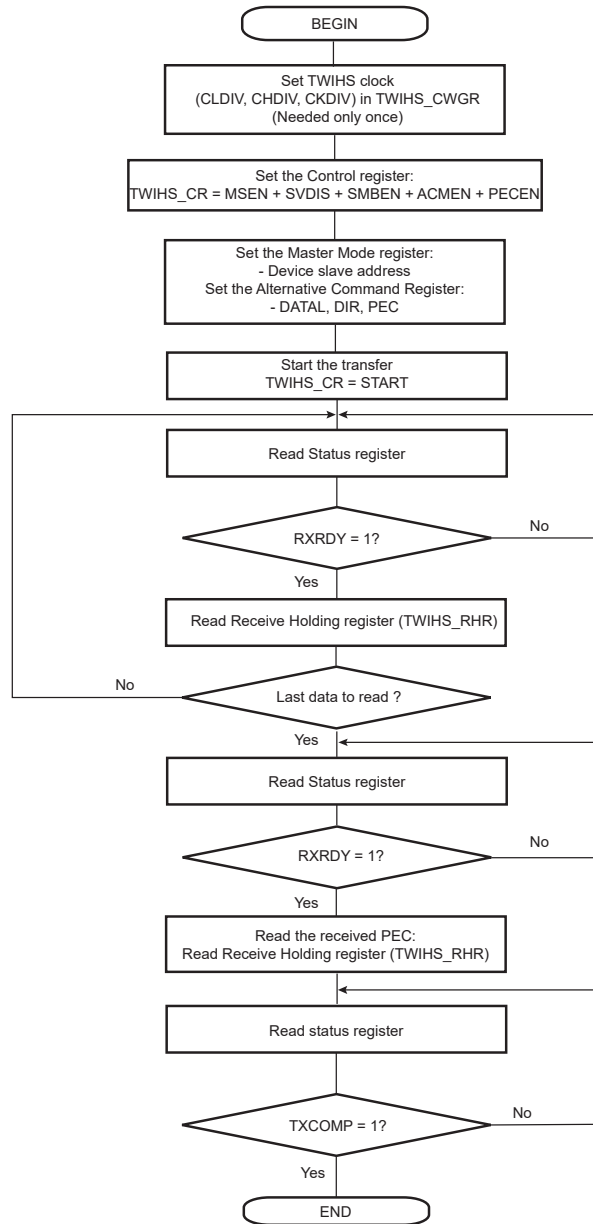 BEGIN
Set TWIHS clock
(CLDIV, CHDIV, CKDIV) in TWIHS_CWGR
(Needed only once)
Set the Control register:
TWIHS_CR = MSEN + SVDIS + SMBEN + ACMEN + PECEN
Set the Master Mode register:
- Device slave address
Set the Alternative Command Register:
- DATAL, DIR, PEC
Start the transfer
TWIHS_CR = START
Read Status register
RXRDY = 1?
No
Yes
Read Receive Holding register (TWIHS_RHR)
No
Last data to read ?
Yes
Read Status register
RXRDY = 1?
No
Yes
Read the received PEC:
Read Receive Holding register (TWIHS_RHR)
Read status register
TXCOMP = 1?
No
Yes
END